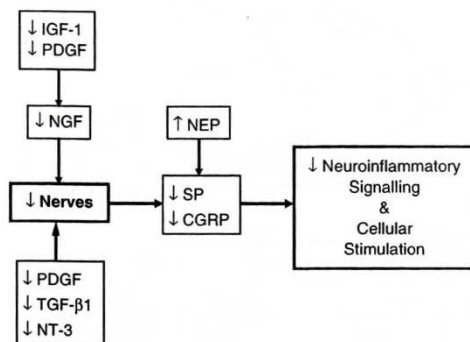 ↓ IGF-1
↓ PDGF
↓ NGF
↑ NEP
↓ Nerves
↓ SP
↓ CGRP
↓ Neuroinflammatory
Signalling
&
Cellular
Stimulation
↓ PDGF
↓ TGF-β1
↓ NT-3